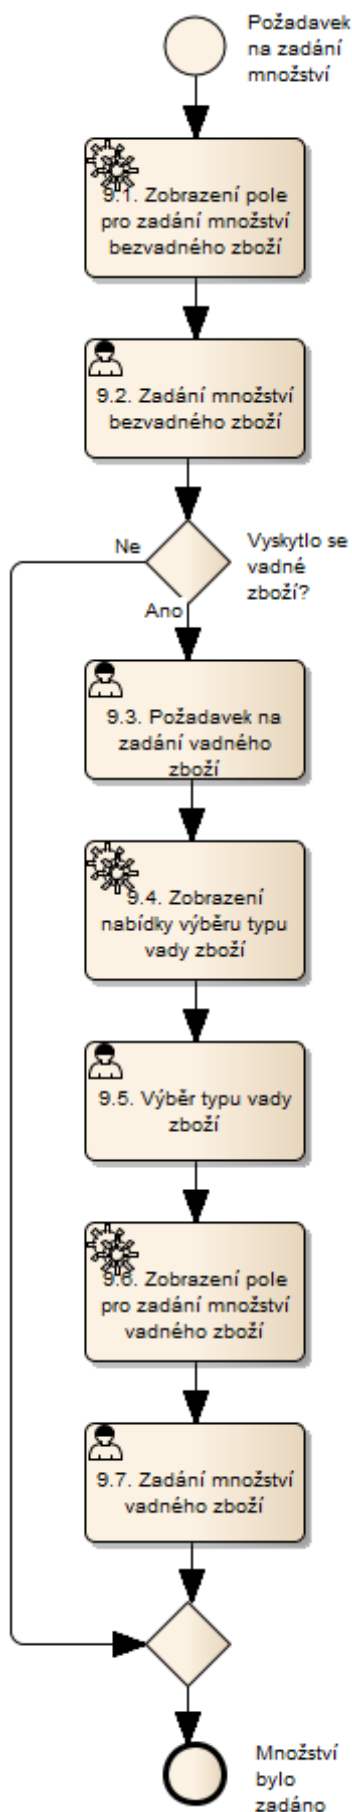 Požadavek
na zadání
množství
9.1. Zobrazení pole
pro zadání množství
bezvadného zboží
9.2. Zadání množství
bezvadného zboží
Ne
Vyskytlo se
vadné
zboží?
Ano
9.3. Požadavek na
zadání vadného
zboží
9.4. Zobrazení
nabídky výběru typu
vady zboží
9.5. Výběr typu vady
zboží
9.6. Zobrazení pole
pro zadání množství
vadného zboží
9.7. Zadání množství
vadného zboží
Množství
bylo
zadáno